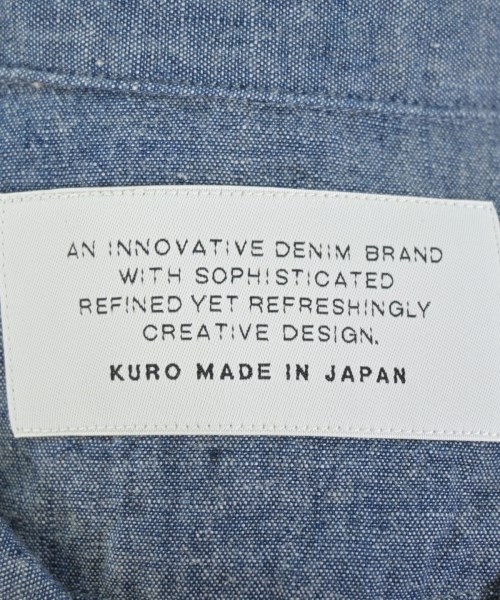 AN INNOVATIVE DENIM BRAND
WITH SOPHISTICATED
REFINED YET REFRESHINGLY
CREATIVE DESIGN.
KURO MADE IN JAPAN